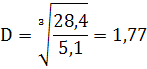 D = ∛(28,4/5,1) = 1,77